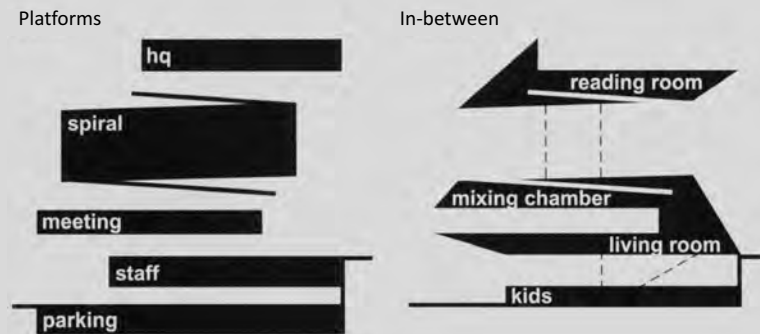 Platforms
hq
spiral
meeting
staff
parking
In-between
reading room
mixing chamber
living room
kids